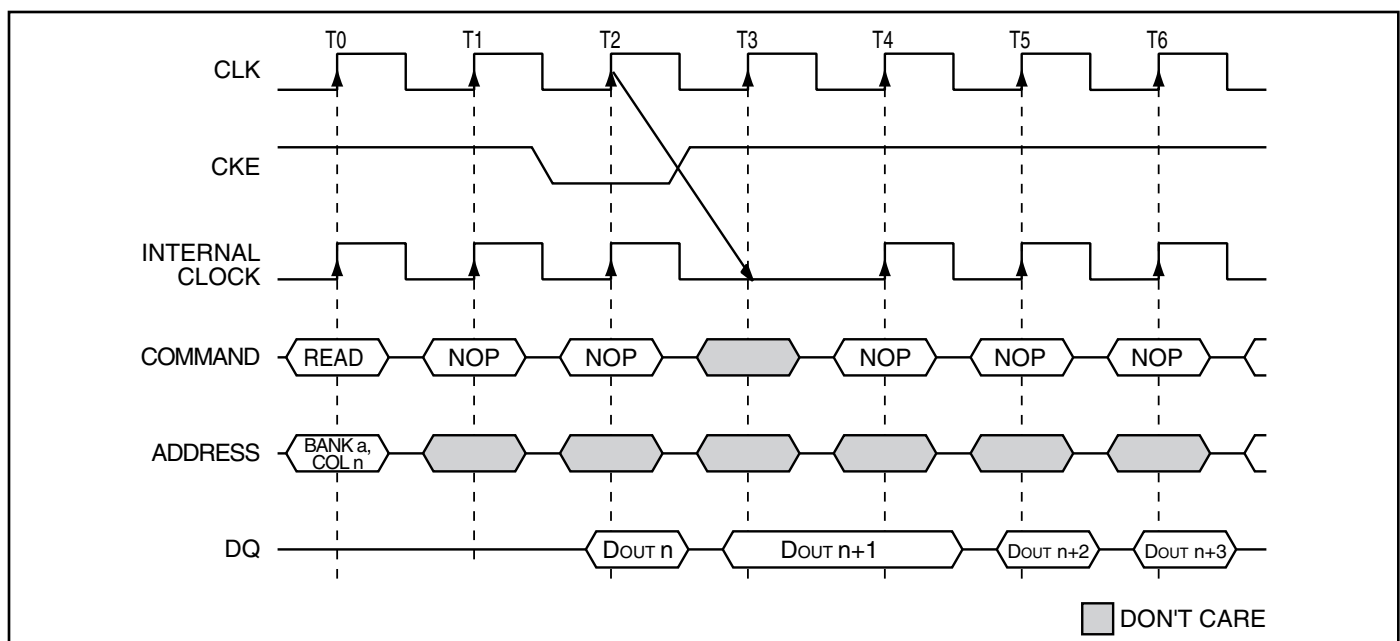 T0 T1 T2 T3 T4 T5 T6
CLK
CKE
INTERNAL
CLOCK
COMMAND READ NOP NOP NOP NOP NOP
ADDRESS BANK a,
COL n
DQ DOUT n DOUT n+1 DOUT n+2 DOUT n+3
DON'T CARE